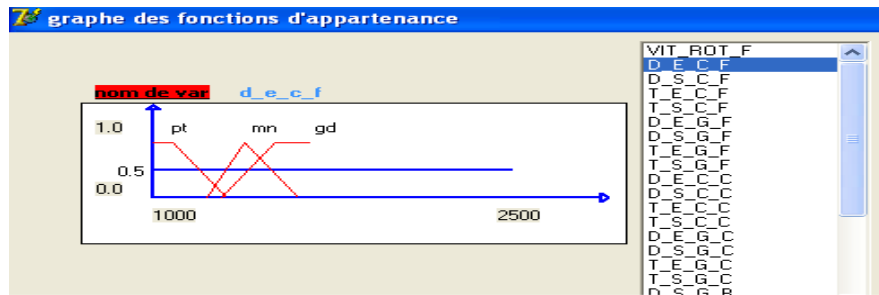 graphe des fonctions d'appartenance
nom de var d_e_c_f
1.0 pt mn gd
0.5
0.0
1000 2500
VIT_ROT_F
D_E_C_F
D_S_C_F
T_E_C_F
T_S_C_F
D_E_G_F
D_S_G_F
T_E_G_F
T_S_G_F
D_E_C_C
D_S_C_C
T_E_C_C
T_S_C_C
D_E_G_C
D_S_G_C
T_E_G_C
T_S_G_C
D_S_G_B